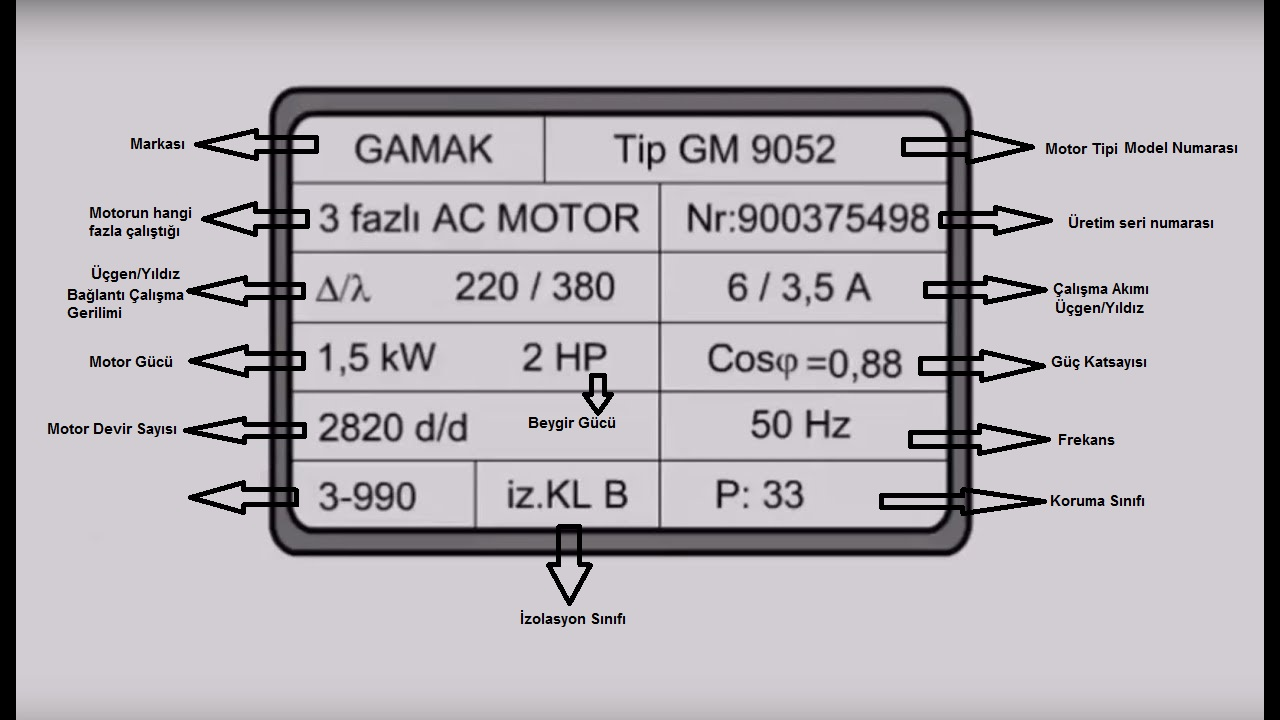 Markası
GAMAK
Tip GM 9052
Motor Tipi Model Numarası
Motorun hangi
fazla çalıştığı
3 fazlı AC MOTOR
Nr:900375498
Üretim seri numarası
Üçgen/Yıldız
Bağlantı Çalışma
Gerilimi
Δ/λ 220 / 380
6 / 3,5 A
Çalışma Akımı
Üçgen/Yıldız
Motor Gücü
1,5 kW 2 HP
Cosφ =0,88
Güç Katsayısı
Beygir Gücü
Motor Devir Sayısı
2820 d/d
50 Hz
Frekans
3-990
iz.KL B
P: 33
Koruma Sınıfı
İzolasyon Sınıfı